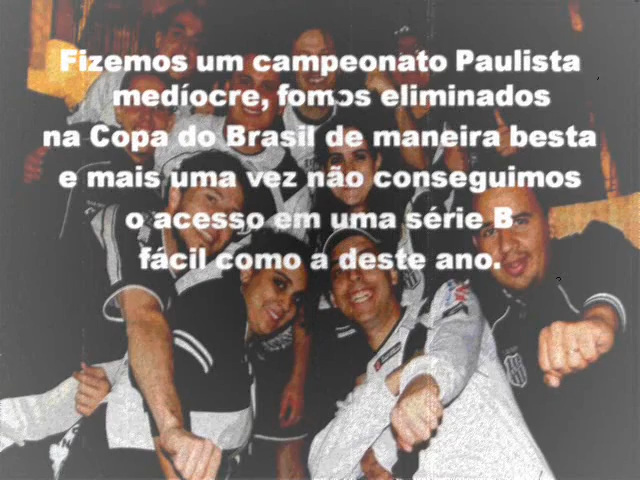 Fizemos um campeonato Paulista
medíocre, fomos eliminados
na Copa do Brasil de maneira besta
e mais uma vez não conseguimos
o acesso em uma série B
fácil como a deste ano.